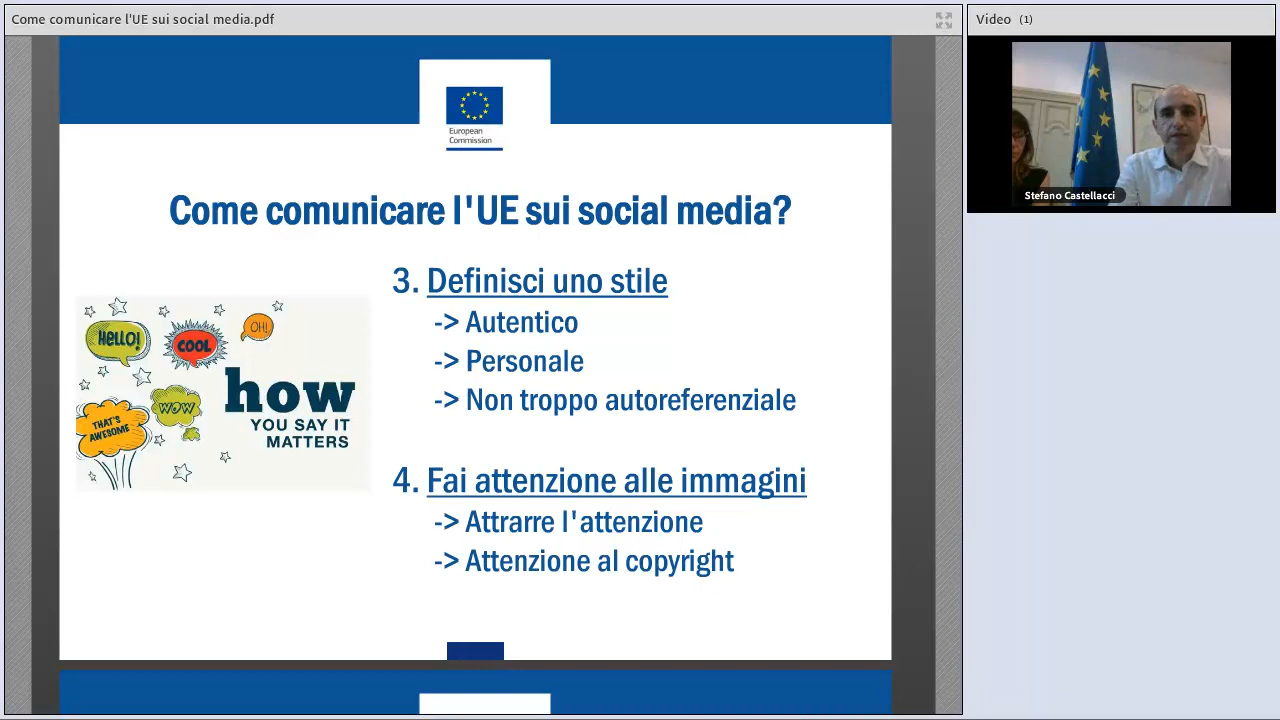 Come comunicare l'UE sui social media.pdf
Video (1)
European
Commission
Stefano Castellacci
Come comunicare l'UE sui social media?
3. Definisci uno stile
-> Autentico
-> Personale
-> Non troppo autoreferenziale
HELLO!
COOL
OH!
WOW
THAT'S
AWESOME
how
YOU SAY IT
MATTERS
4. Fai attenzione alle immagini
-> Attrarre l'attenzione
-> Attenzione al copyright